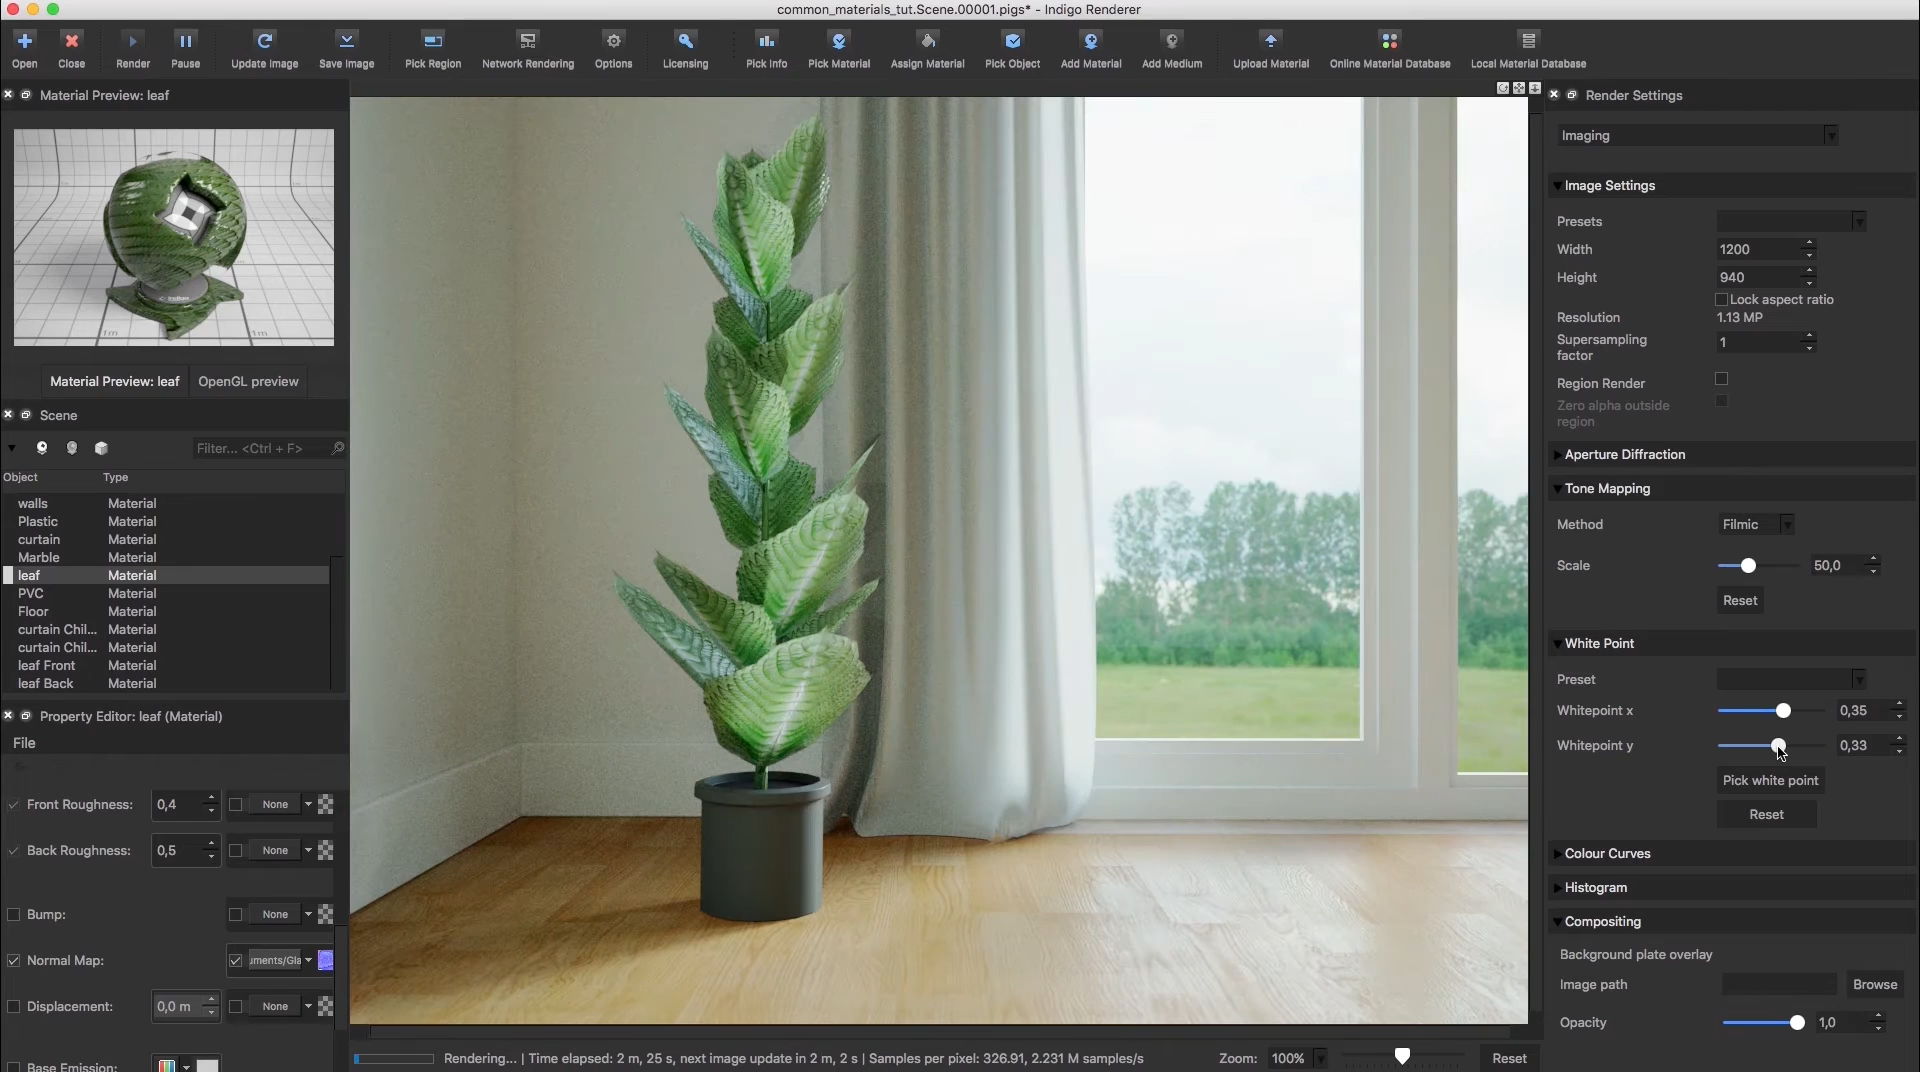 common_materials_tut.Scene.00001.pigs* - Indigo Renderer
Open Close Render Pause Update Image Save Image Pick Region Network Rendering Options Licensing Pick Info Pick Material Assign Material Pick Object Add Material Add Medium Upload Material Online Material Database Local Material Database
Material Preview: leaf
Indigo
1m 1m
Material Preview: leaf OpenGL preview
Scene
Filter... <Ctrl + F>
Object Type
walls Material
Plastic Material
curtain Material
Marble Material
leaf Material
PVC Material
Floor Material
curtain Chil... Material
curtain Chil... Material
leaf Front Material
leaf Back Material
Property Editor: leaf (Material)
File
Front Roughness: 0,4 None
Back Roughness: 0,5 None
Bump: None
Normal Map: uments/Gla
Displacement: 0,0 m None
Base Emission:
Rendering... | Time elapsed: 2 m, 25 s, next image update in 2 m, 2 s | Samples per pixel: 326.91, 2.231 M samples/s
Zoom: 100% Reset
Render Settings
Imaging
Image Settings
Presets
Width 1200
Height 940
Lock aspect ratio
Resolution 1.13 MP
Supersampling
factor 1
Region Render
Zero alpha outside
region
Aperture Diffraction
Tone Mapping
Method Filmic
Scale 50,0
Reset
White Point
Preset
Whitepoint x 0,35
Whitepoint y 0,33
Pick white point
Reset
Colour Curves
Histogram
Compositing
Background plate overlay
Image path Browse
Opacity 1,0